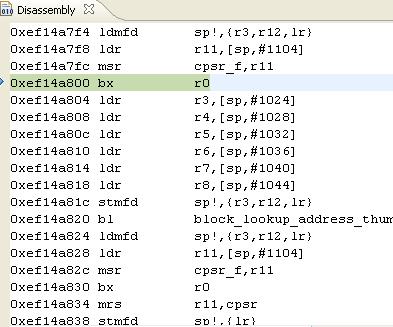 Disassembly
0xef14a7f4 ldmfd sp!,{r3,r12,lr}
0xef14a7f8 ldr r11,[sp,#1104]
0xef14a7fc msr cpsr_f,r11
0xef14a800 bx r0
0xef14a804 ldr r3,[sp,#1024]
0xef14a808 ldr r4,[sp,#1028]
0xef14a80c ldr r5,[sp,#1032]
0xef14a810 ldr r6,[sp,#1036]
0xef14a814 ldr r7,[sp,#1040]
0xef14a818 ldr r8,[sp,#1044]
0xef14a81c stmfd sp!,{r3,r12,lr}
0xef14a820 bl block_lookup_address_thum
0xef14a824 ldmfd sp!,{r3,r12,lr}
0xef14a828 ldr r11,[sp,#1104]
0xef14a82c msr cpsr_f,r11
0xef14a830 bx r0
0xef14a834 mrs r11,cpsr
0xef14a838 stmfd sp!,{lr}